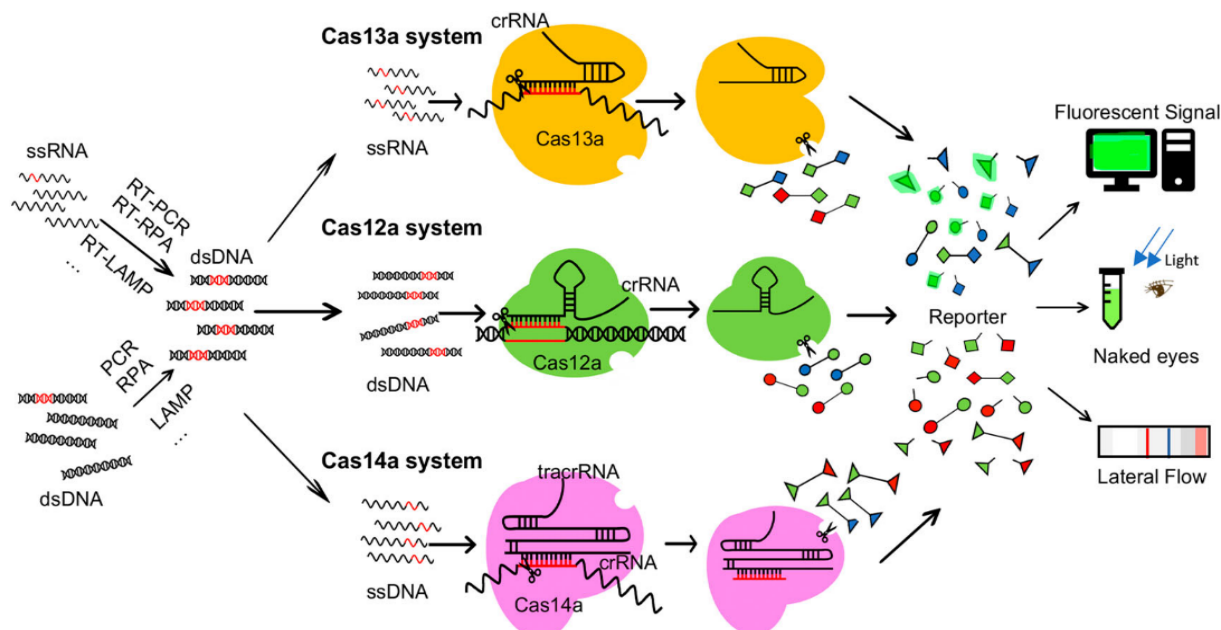 ssRNA
RT-PCR
RT-RPA
RT-LAMP
...
dsDNA
PCR
RPA
LAMP
...
dsDNA
Cas13a system
crRNA
ssRNA
Cas13a
Cas12a system
crRNA
dsDNA
Cas12a
Cas14a system
tracrRNA
crRNA
ssDNA
Cas14a
Reporter
Fluorescent Signal
Light
Naked eyes
Lateral Flow